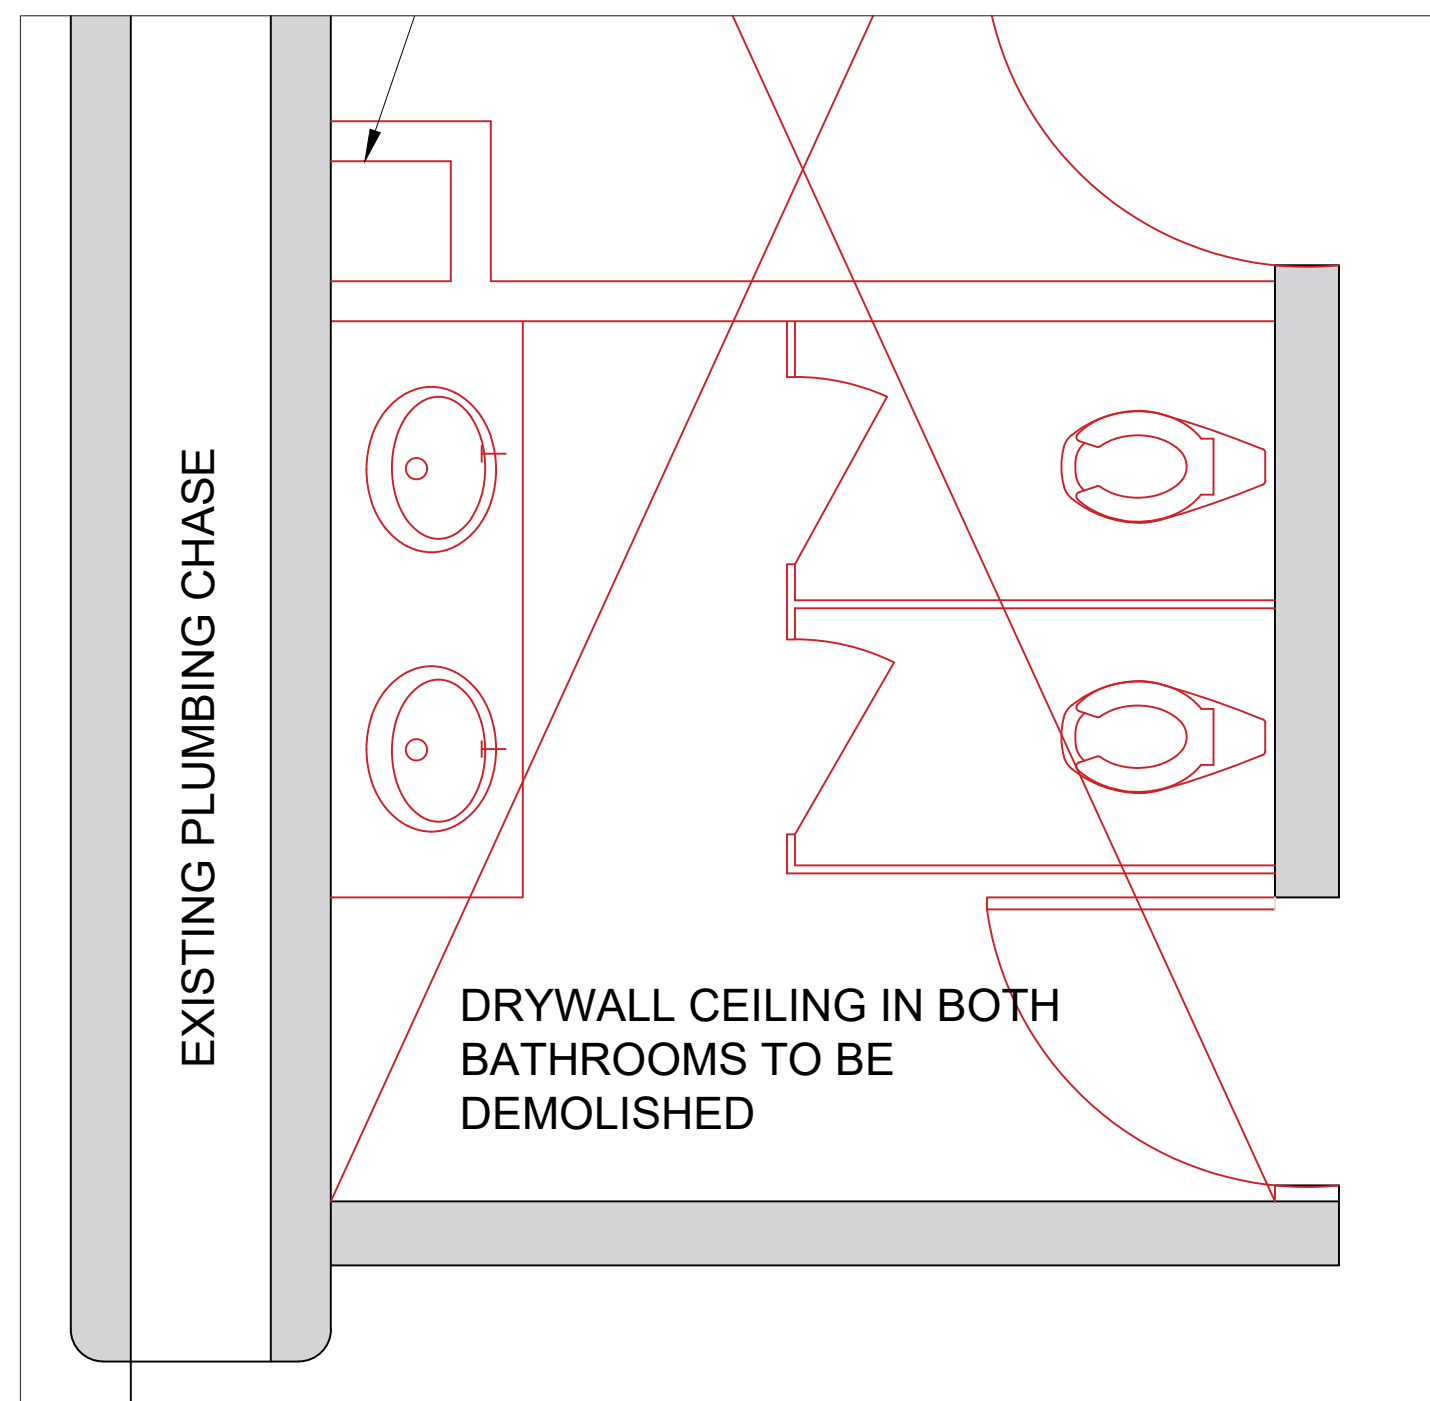 EXISTING PLUMBING CHASE
DRYWALL CEILING IN BOTH
BATHROOMS TO BE
DEMOLISHED